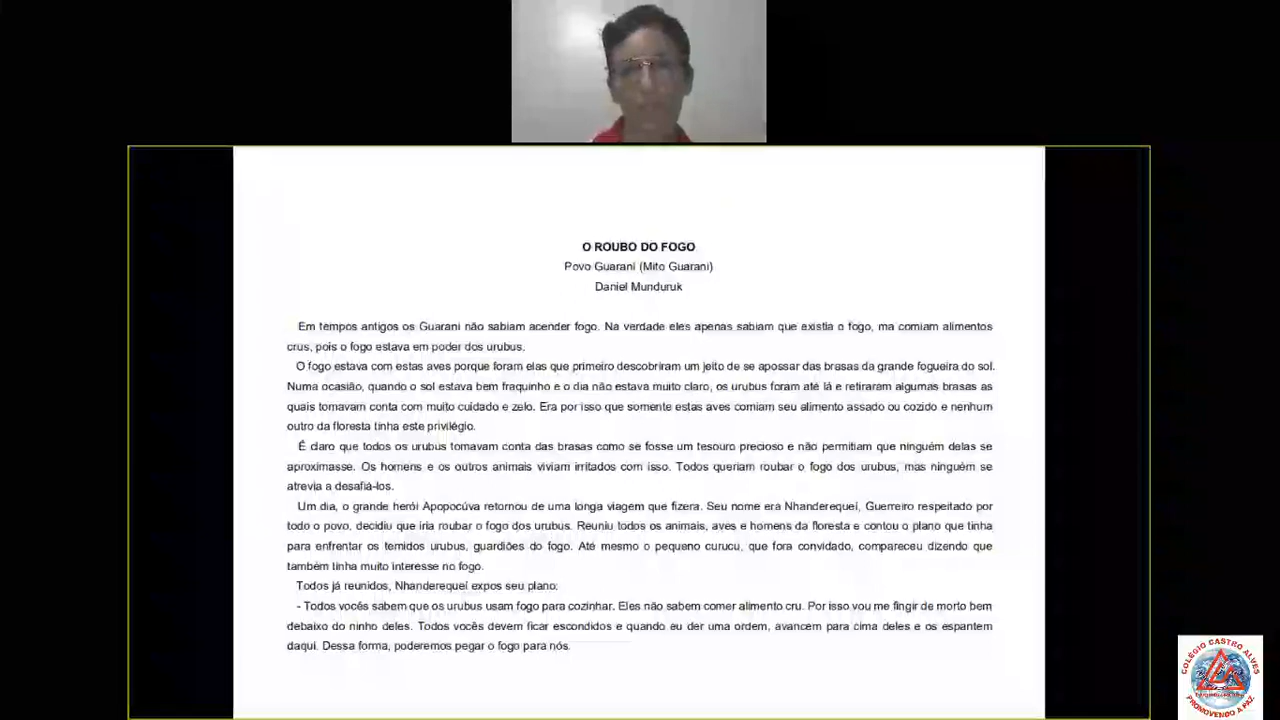 O ROUBO DO FOGO
Povo Guarani (Mito Guarani)
Daniel Munduruk
Em tempos antigos os Guarani não sabiam acender fogo. Na verdade eles apenas sabiam que existia o fogo, ma comiam alimentos
crus, pois o fogo estava em poder dos urubus.
O fogo estava com estas aves porque foram elas que primeiro descobriram um jeito de se apossar das brasas da grande fogueira do sol.
Numa ocasião, quando o sol estava bem fraquinho e o dia não estava muito claro, os urubus foram até lá e retiraram algumas brasas as
quais tomavam conta com muito cuidado e zelo. Era por isso que somente estas aves comiam seu alimento assado ou cozido e nenhum
outro da floresta tinha este privilégio.
É claro que todos os urubus tomavam conta das brasas como se fosse um tesouro precioso e não permitiam que ninguém delas se
aproximasse. Os homens e os outros animais viviam irritados com isso. Todos queriam roubar o fogo dos urubus, mas ninguém se
atrevia a desafiá-los.
Um dia, o grande herói Apopocúva retornou de uma longa viagem que fizera. Seu nome era Nhanderequeí, Guerreiro respeitado por
todo o povo, decidiu que iria roubar o fogo dos urubus. Reuniu todos os animais, aves e homens da floresta e contou o plano que tinha
para enfrentar os temidos urubus, guardiões do fogo. Até mesmo o pequeno curucu, que fora convidado, compareceu dizendo que
também tinha muito interesse no fogo.
Todos já reunidos, Nhanderequeí expos seu plano:
- Todos vocês sabem que os urubus usam fogo para cozinhar. Eles não sabem comer alimento cru. Por isso vou me fingir de morto bem
debaixo do ninho deles. Todos vocês devem ficar escondidos e quando eu der uma ordem, avancem para cima deles e os espantem
daqui. Dessa forma, poderemos pegar o fogo para nós.
COLÉGIO CASTRO ALVES
PROMOVENDO A PAZ